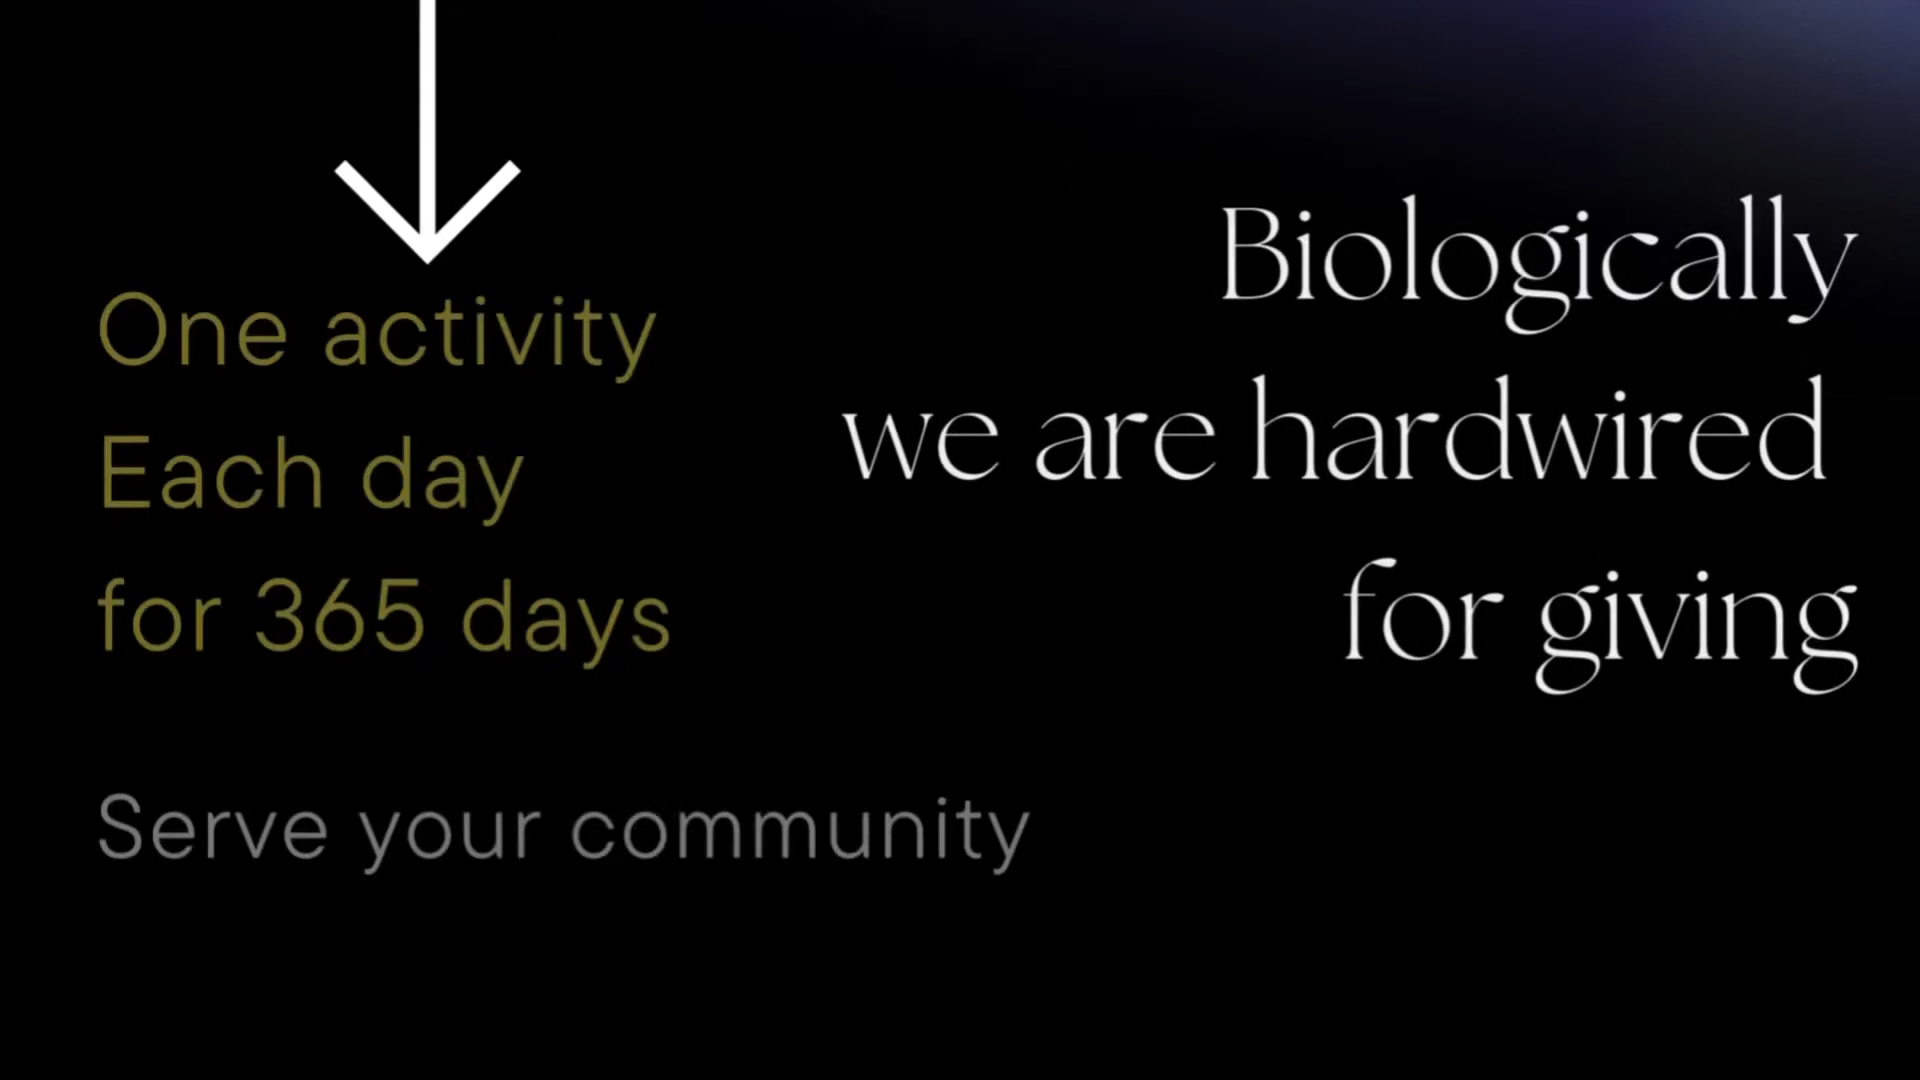 One activity
Each day
for 365 days
Serve your community
Biologically
we are hardwired
for giving